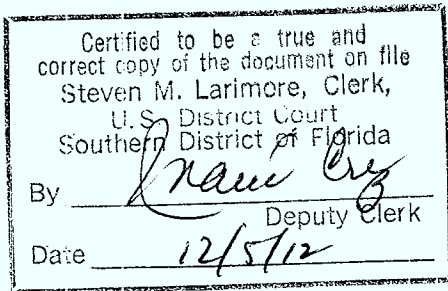 Certified to be a true and
correct copy of the document on file
Steven M. Larimore, Clerk,
U.S. District Court
Southern District of Florida
By
Deputy Clerk
Date 12/5/12